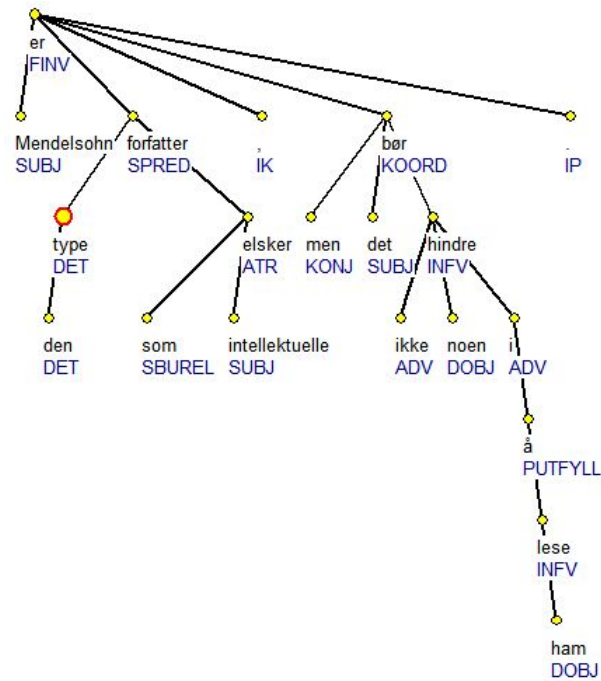 er
FINV
Mendelsohn forfatter , bør .
SUBJ SPRED IK KOORD IP
type elsker men det hindre
DET ATR KONJ SUBJ INFV
den som intellektuelle ikke noen i
DET SBUREL SUBJ ADV DOBJ ADV
å
PUTFYLL
lese
INFV
ham
DOBJ